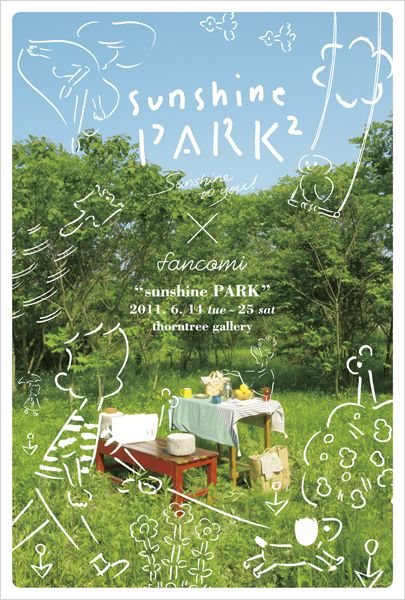 sunshine
PARK²
Sunshine
to you!
×
fancomi
“sunshine PARK”
2011. 6. 14 tue ~ 25 sat
thorntree gallery